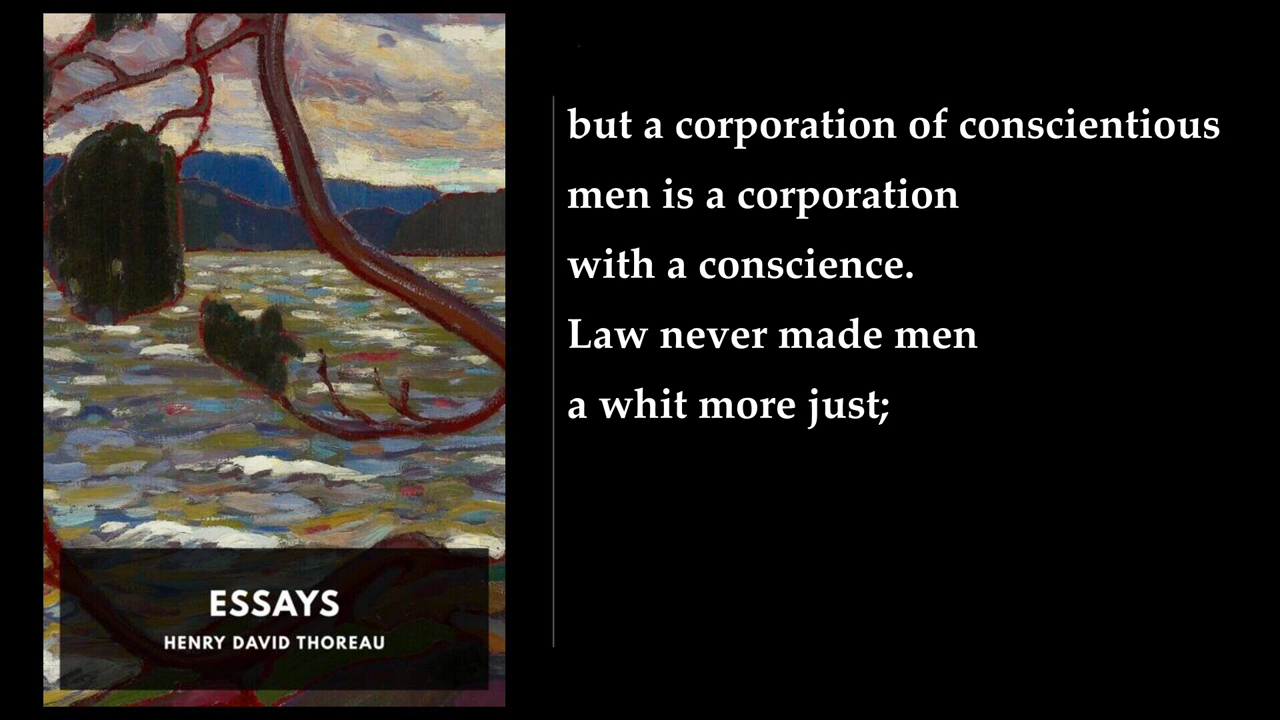 ESSAYS
HENRY DAVID THOREAU
but a corporation of conscientious
men is a corporation
with a conscience.
Law never made men
a whit more just;